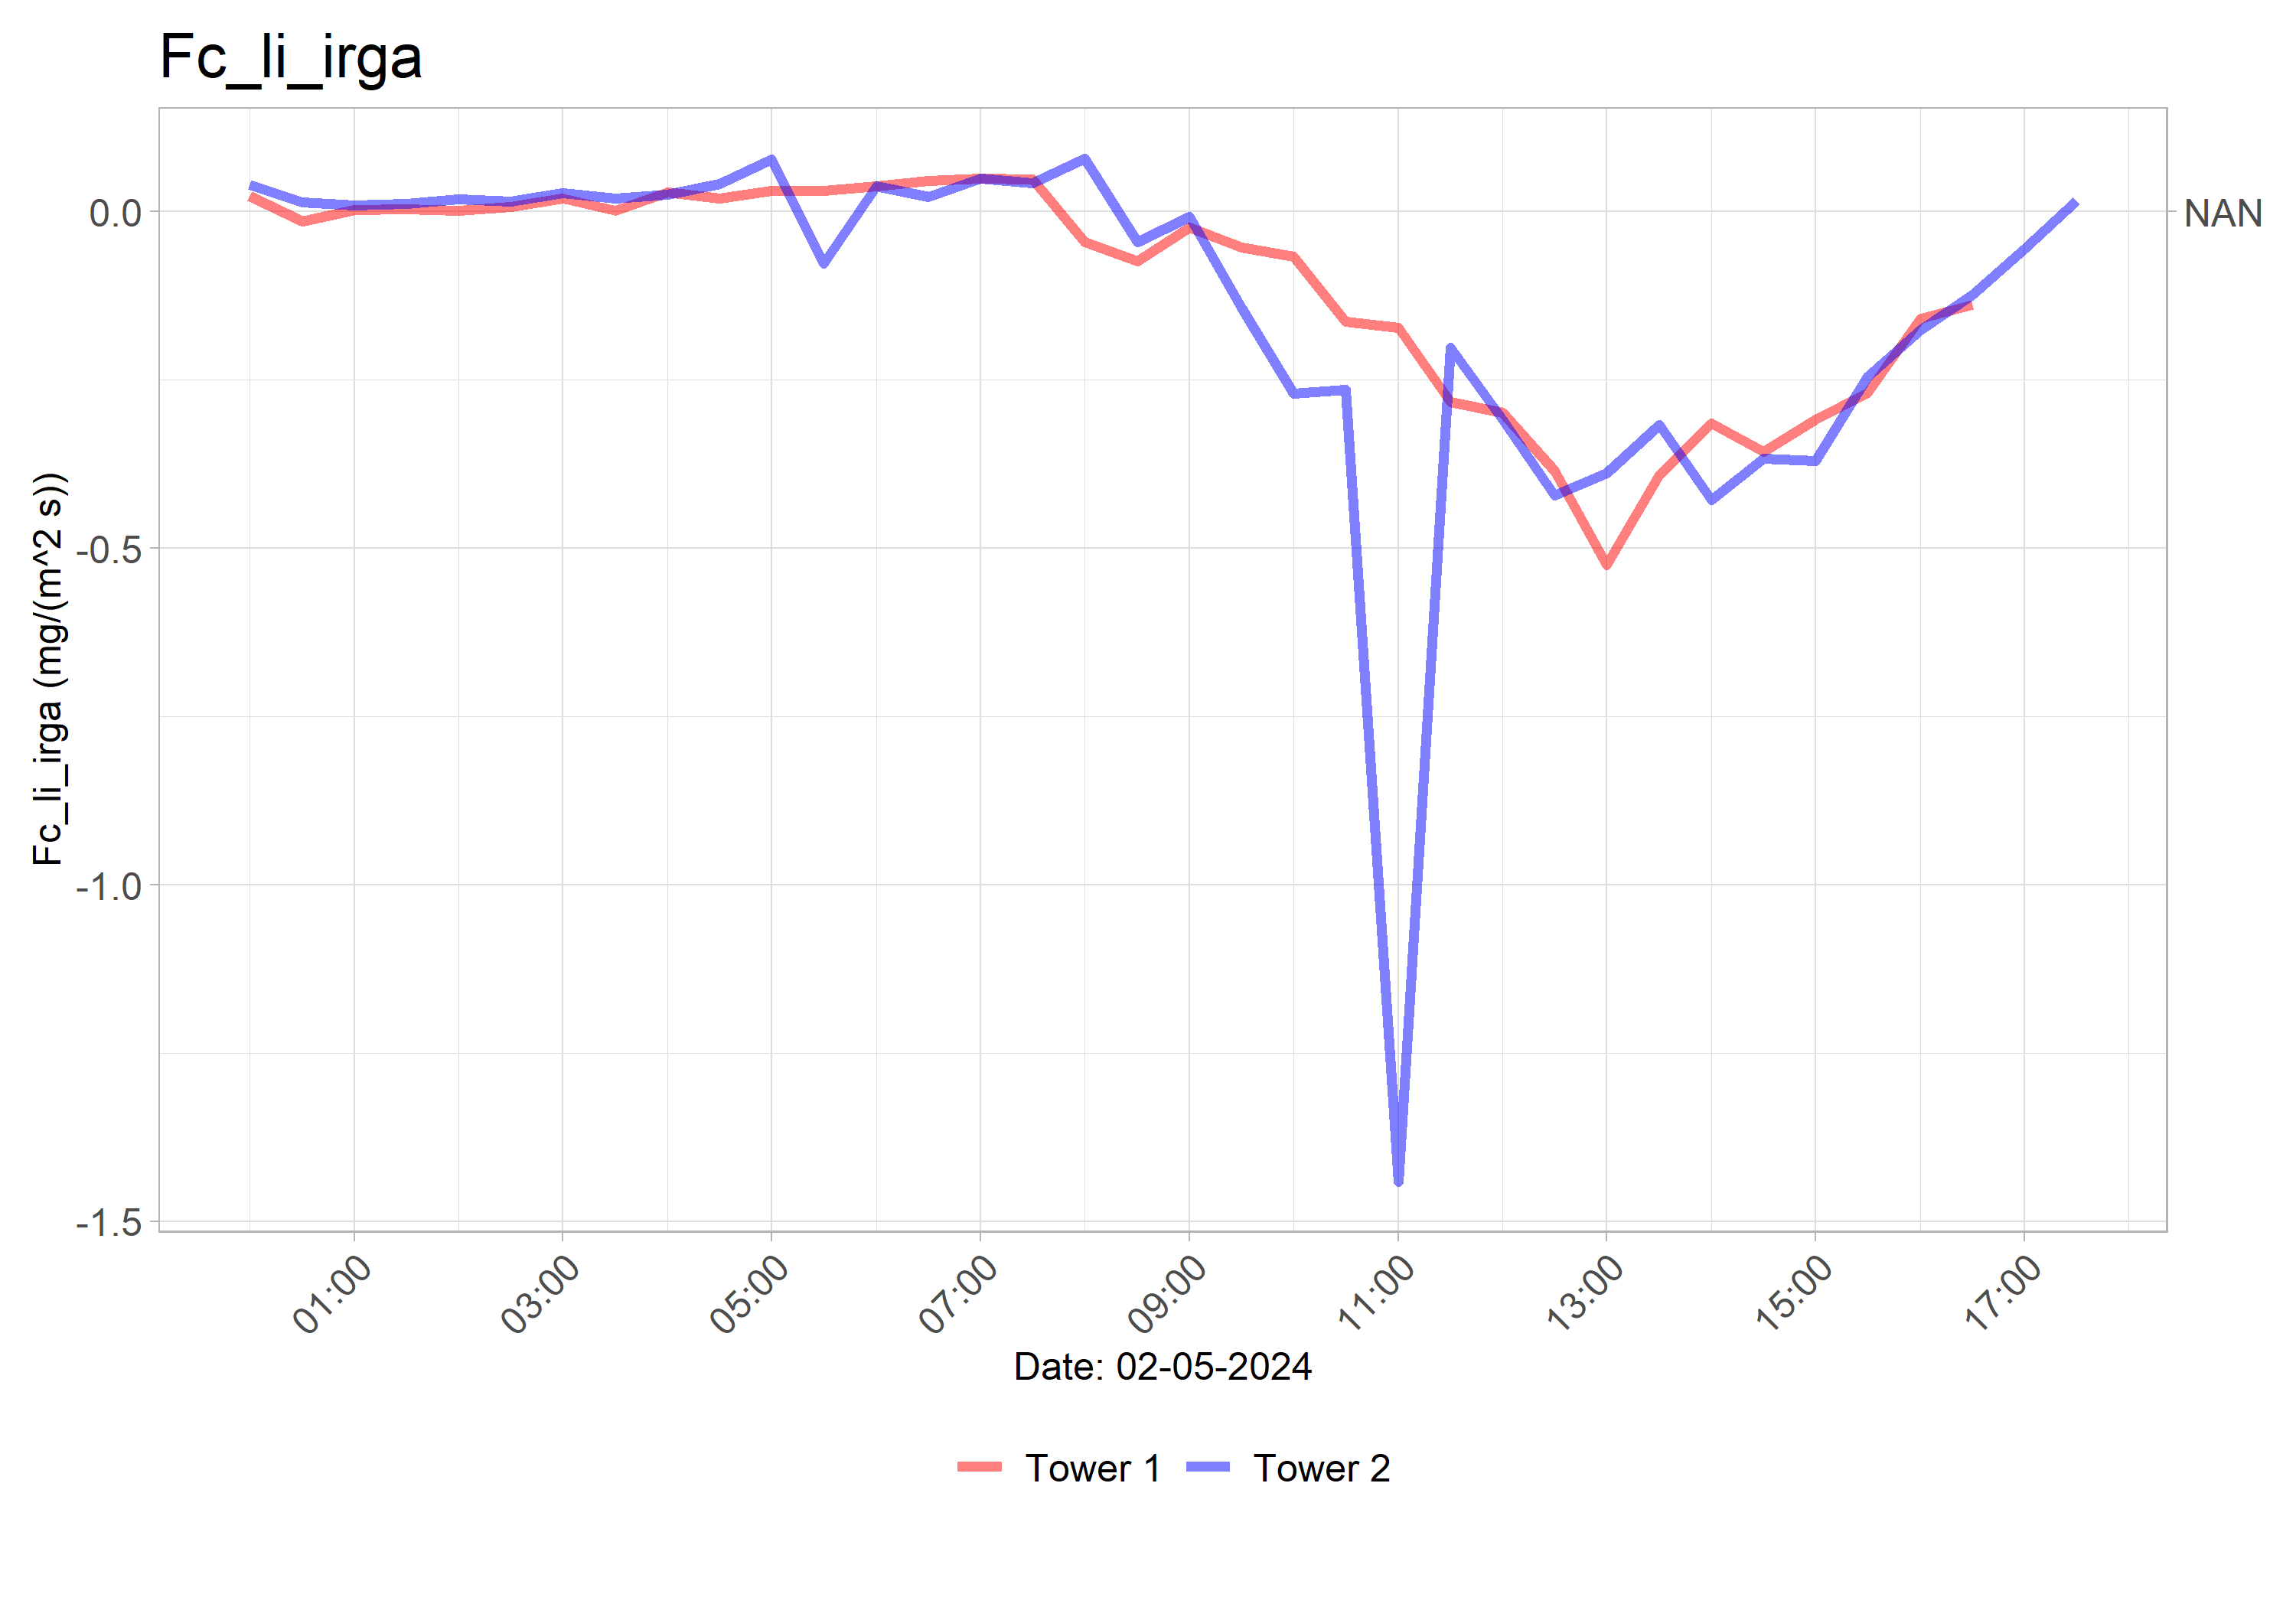 Fc_li_irga
Fc_li_irga (mg/(m^2 s))
0.0
-0.5
-1.0
-1.5
NAN
01:00
03:00
05:00
07:00
09:00
11:00
13:00
15:00
17:00
Date: 02-05-2024
Tower 1
Tower 2